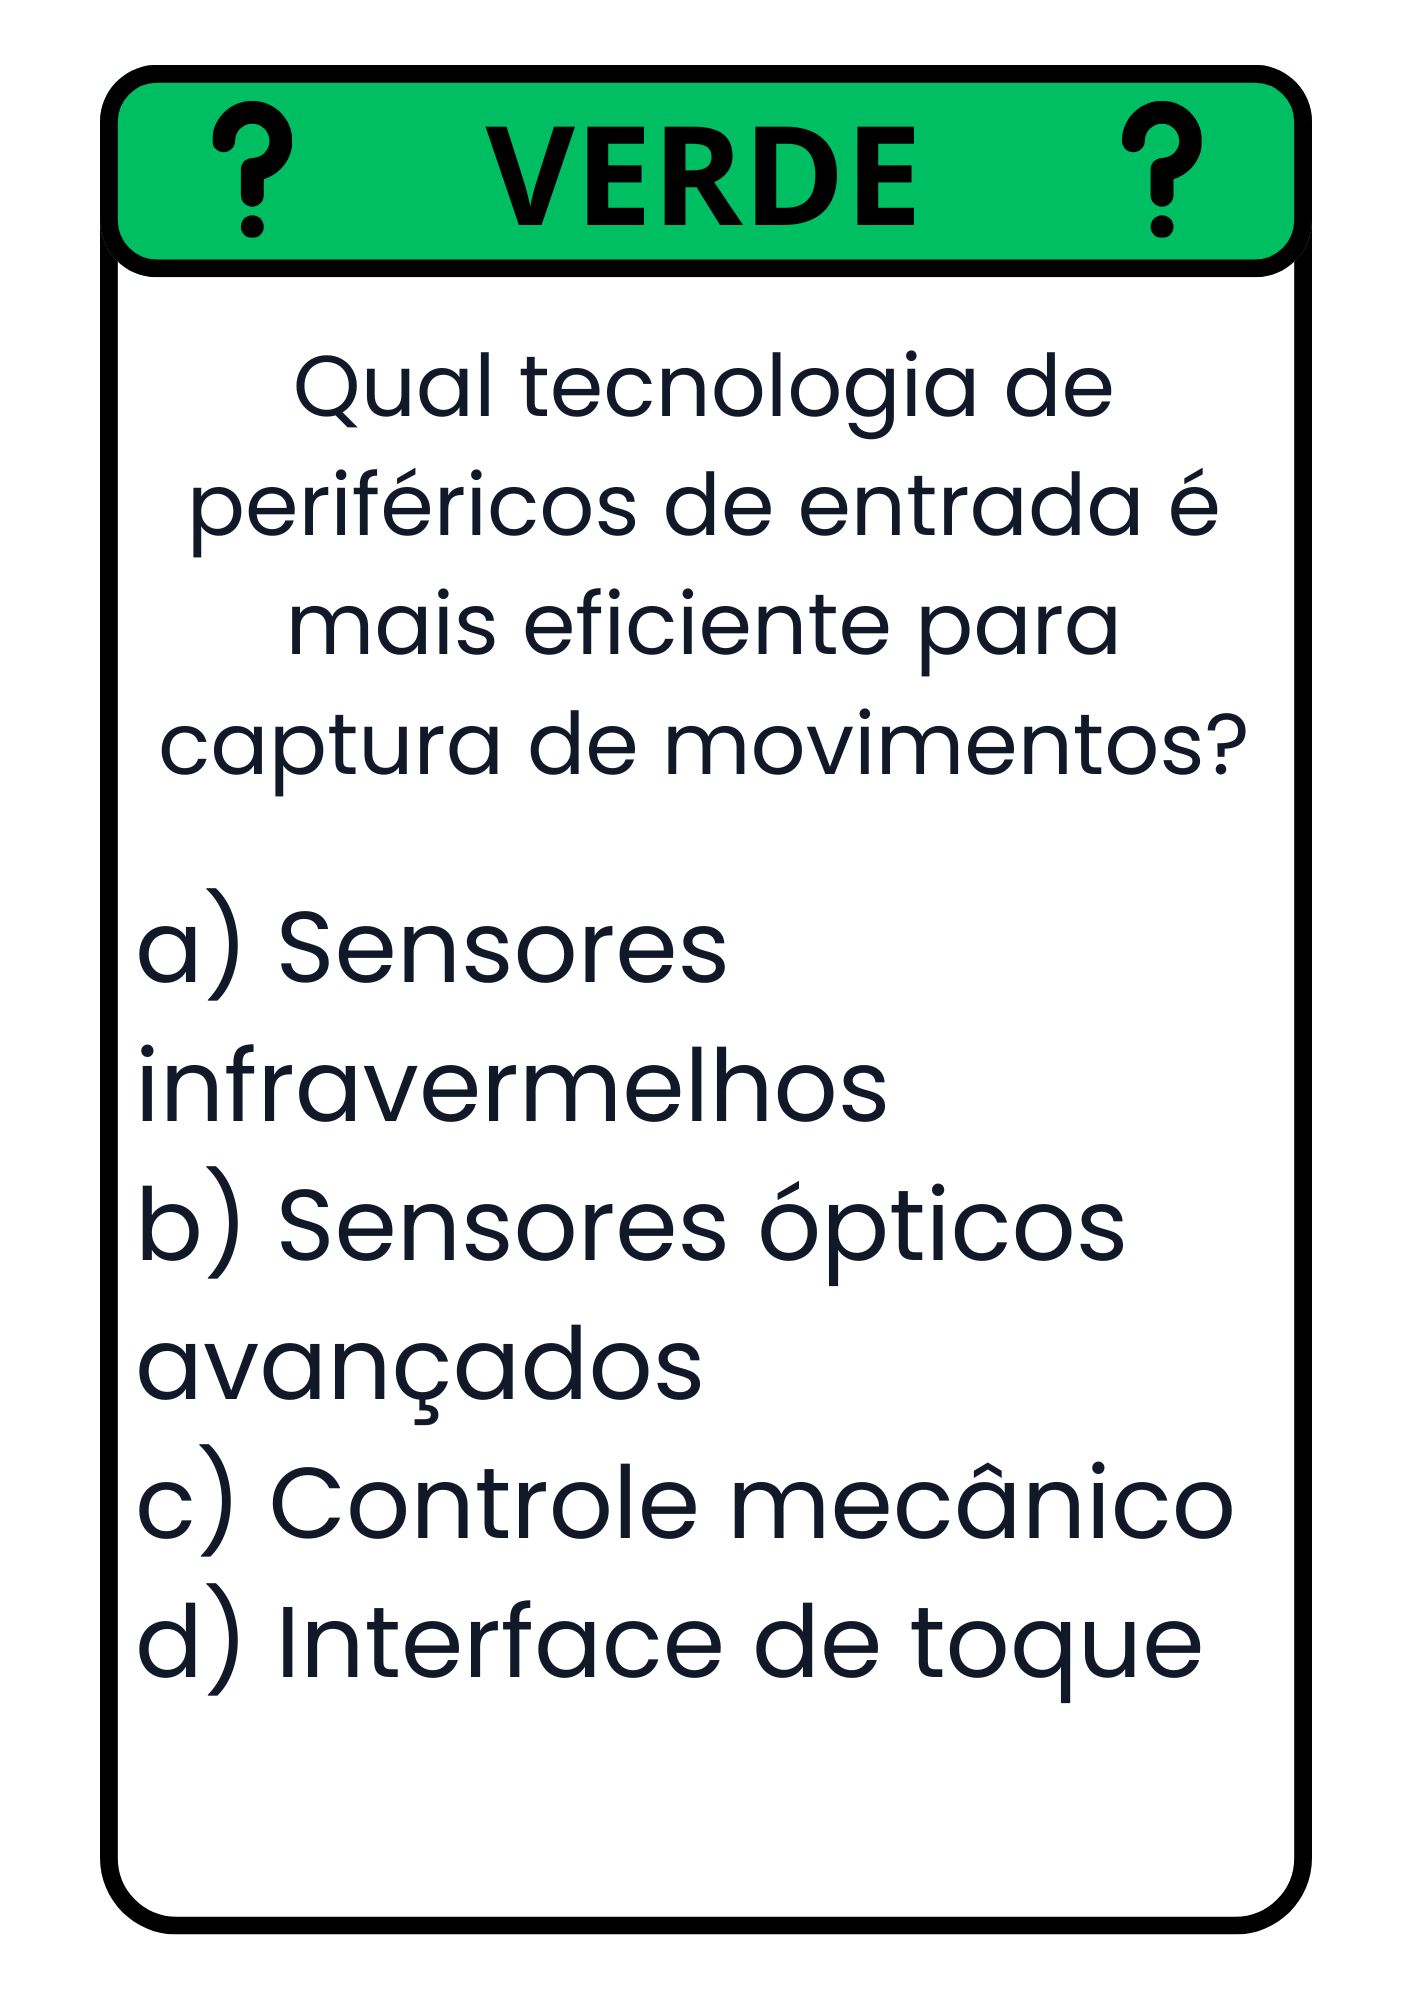 ? VERDE ?
Qual tecnologia de
periféricos de entrada é
mais eficiente para
captura de movimentos?
a) Sensores
infravermelhos
b) Sensores ópticos
avançados
c) Controle mecânico
d) Interface de toque